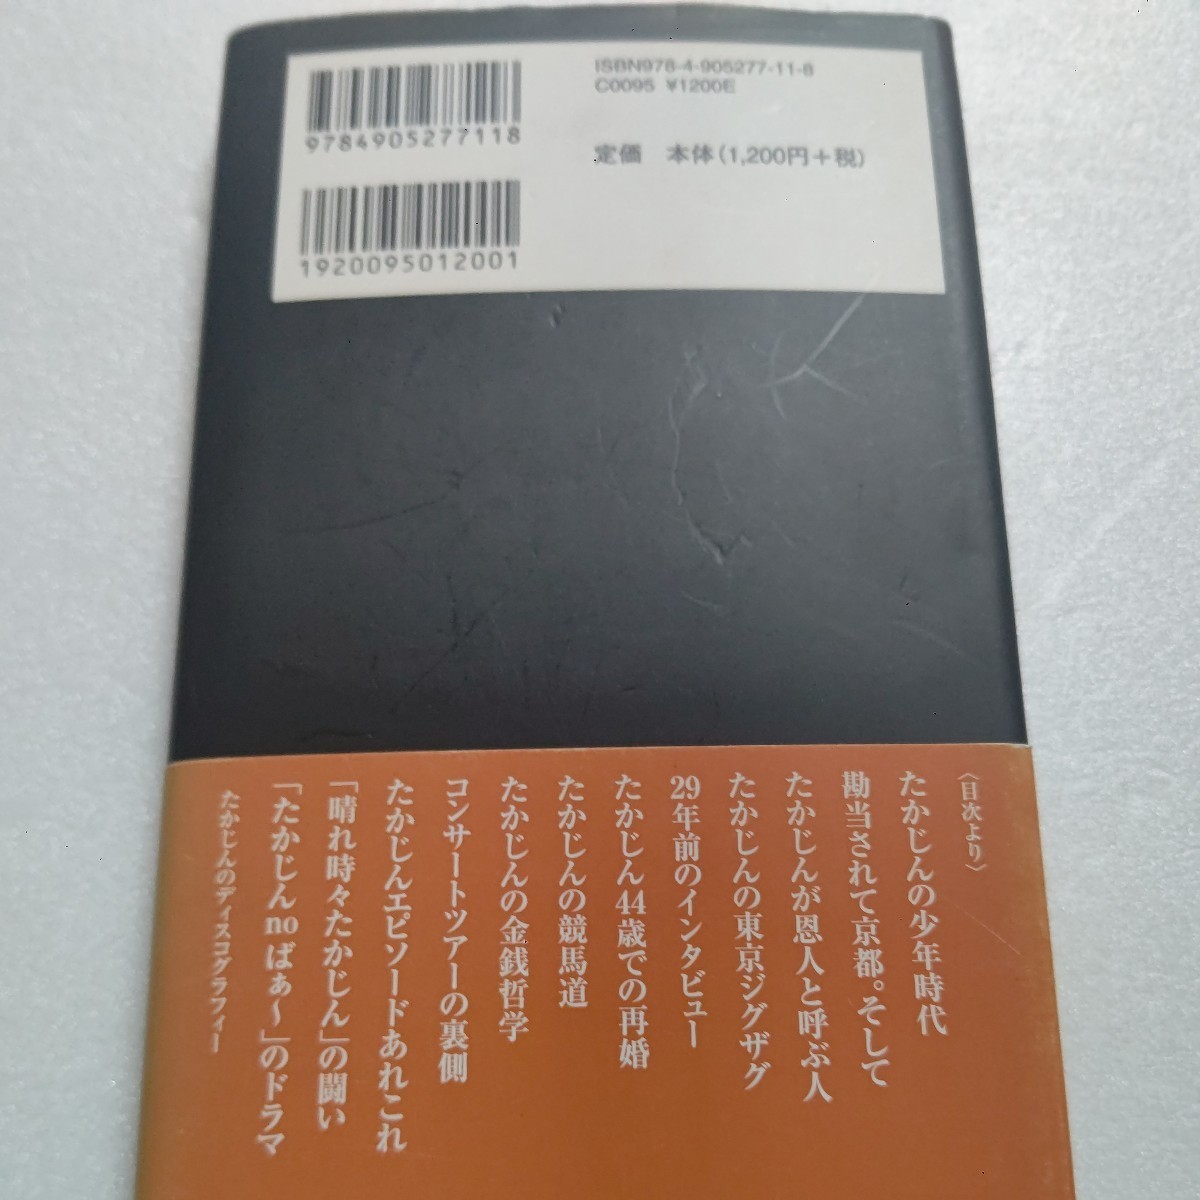 9784905277118
1920095012001
ISBN978-4-905277-11-8
C0095 ¥1200E
定価　本体(1,200円+税)
〈目次より〉
たかじんの少年時代
勘当されて京都。そして
たかじんが恩人と呼ぶ人
たかじんの東京ジグザグ
29年前のインタビュー
たかじん44歳での再婚
たかじんの競馬道
たかじんの金銭哲学
コンサートツアーの裏側
たかじんエピソードあれこれ
「晴れ時々たかじん」の闘い
「たかじんnoばぁ～」のドラマ
たかじんのディスコグラフィー